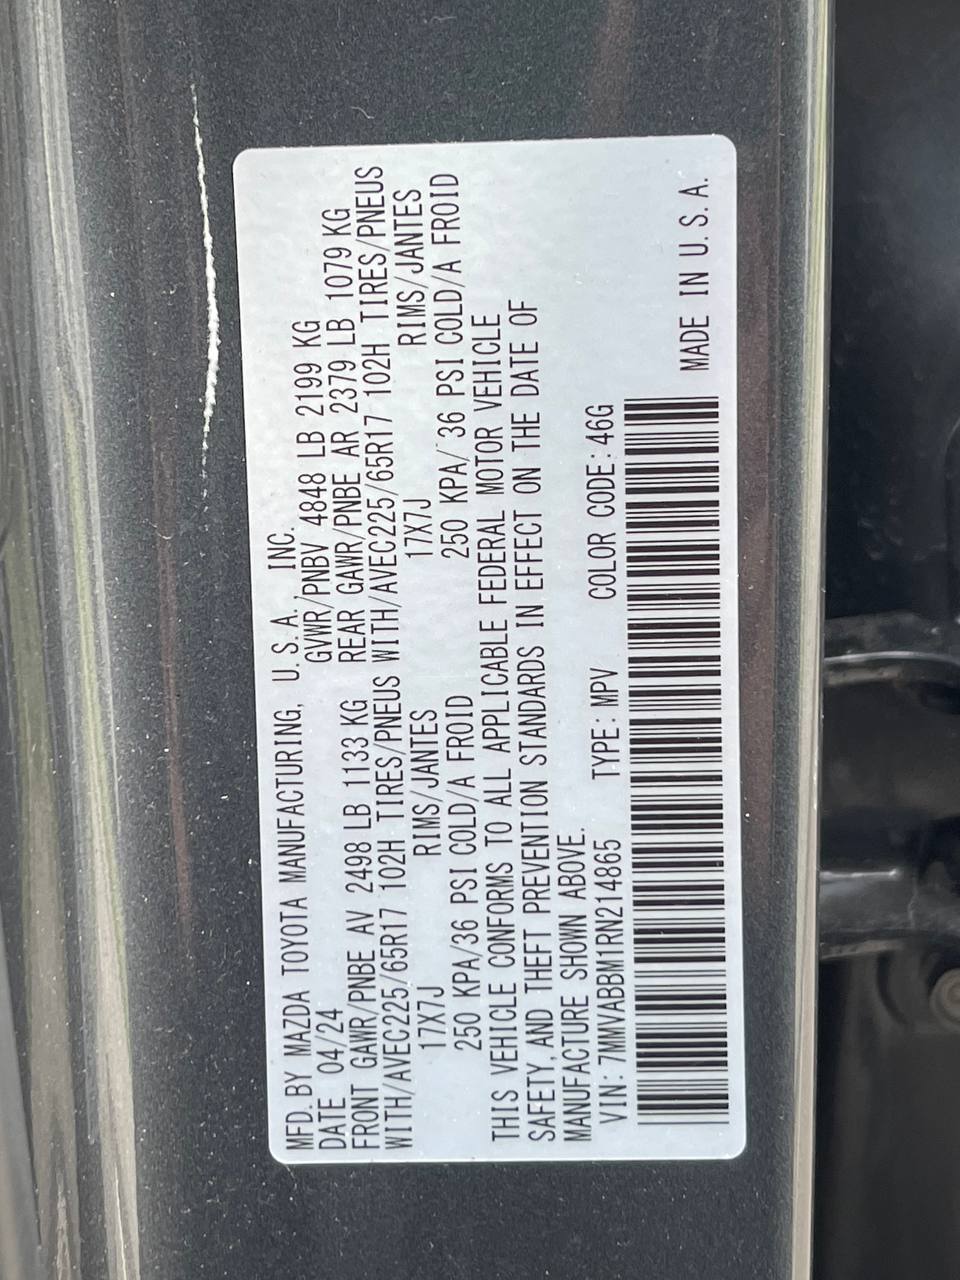 MFD. BY MAZDA TOYOTA MANUFACTURING, U.S.A., INC.
DATE 04/24 GVWR/PNBV 4848 LB 2199 KG
FRONT GAWR/PNBE AV 2498 LB 1133 KG REAR GAWR/PNBE AR 2379 LB 1079 KG
WITH/AVEC225/65R17 102H TIRES/PNEUS WITH/AVEC225/65R17 102H TIRES/PNEUS
17X7J RIMS/JANTES 17X7J RIMS/JANTES
250 KPA/36 PSI COLD/A FROID 250 KPA/36 PSI COLD/A FROID
THIS VEHICLE CONFORMS TO ALL APPLICABLE FEDERAL MOTOR VEHICLE
SAFETY, AND THEFT PREVENTION STANDARDS IN EFFECT ON THE DATE OF
MANUFACTURE SHOWN ABOVE.
VIN: 7MMVABBM1RN214865 TYPE: MPV COLOR CODE: 46G
MADE IN U.S.A.